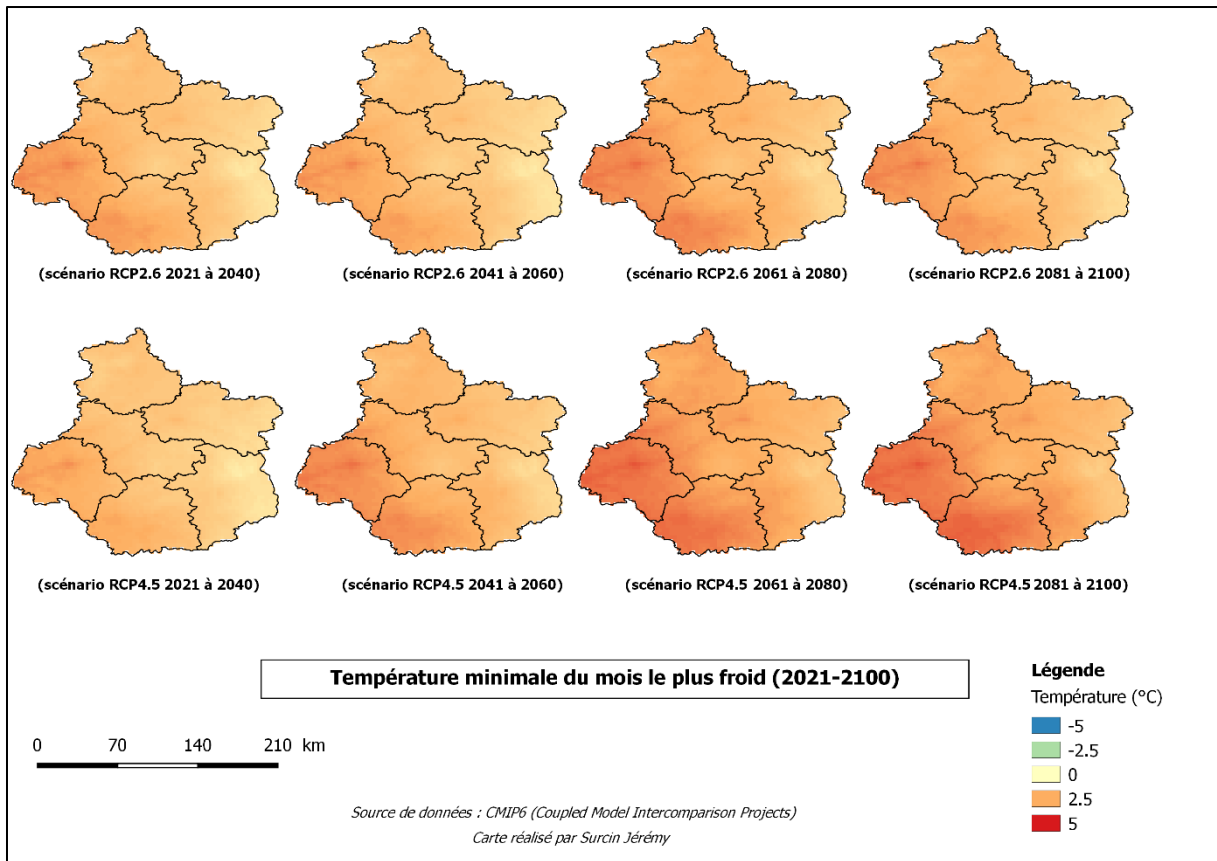 (scénario RCP2.6 2021 à 2040)
(scénario RCP2.6 2041 à 2060)
(scénario RCP2.6 2061 à 2080)
(scénario RCP2.6 2081 à 2100)
(scénario RCP4.5 2021 à 2040)
(scénario RCP4.5 2041 à 2060)
(scénario RCP4.5 2061 à 2080)
(scénario RCP4.5 2081 à 2100)
Température minimale du mois le plus froid (2021-2100)
Légende
Température (°C)
-5
-2.5
0
2.5
5
0 70 140 210 km
Source de données : CMIP6 (Coupled Model Intercomparison Projects)
Carte réalisé par Surcin Jérémy